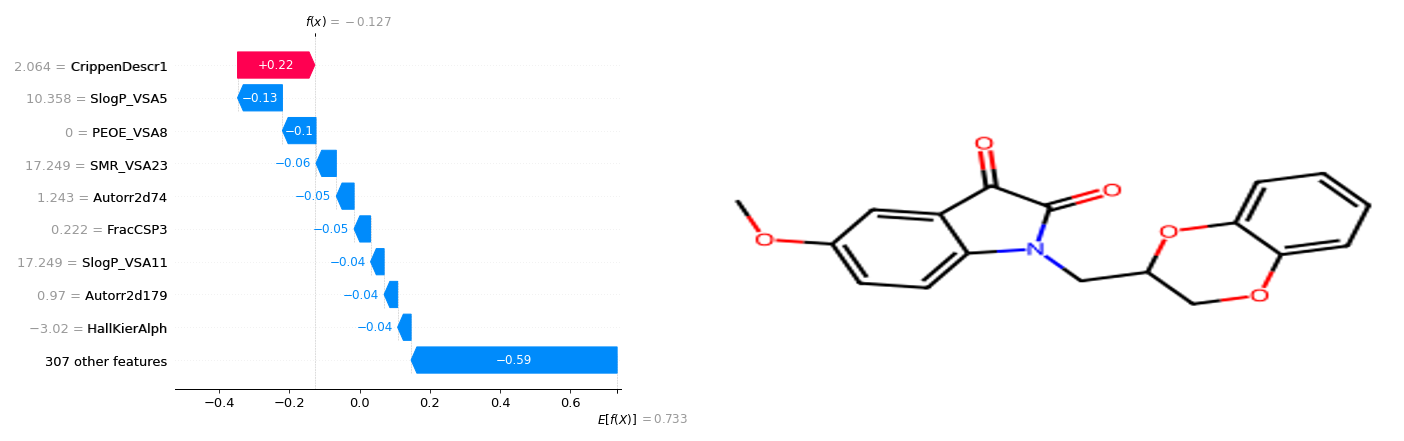 f(x) = −0.127
2.064 = CrippenDescr1
+0.22
10.358 = SlogP_VSA5
−0.13
0 = PEOE_VSA8
−0.1
17.249 = SMR_VSA23
−0.06
1.243 = Autorr2d74
−0.05
0.222 = FracCSP3
−0.05
17.249 = SlogP_VSA11
−0.04
0.97 = Autorr2d179
−0.04
−3.02 = HallKierAlph
−0.04
307 other features
−0.59
−0.4 −0.2 0.0 0.2 0.4 0.6
E[f(X)] = 0.733
O
O
O
N
O
O